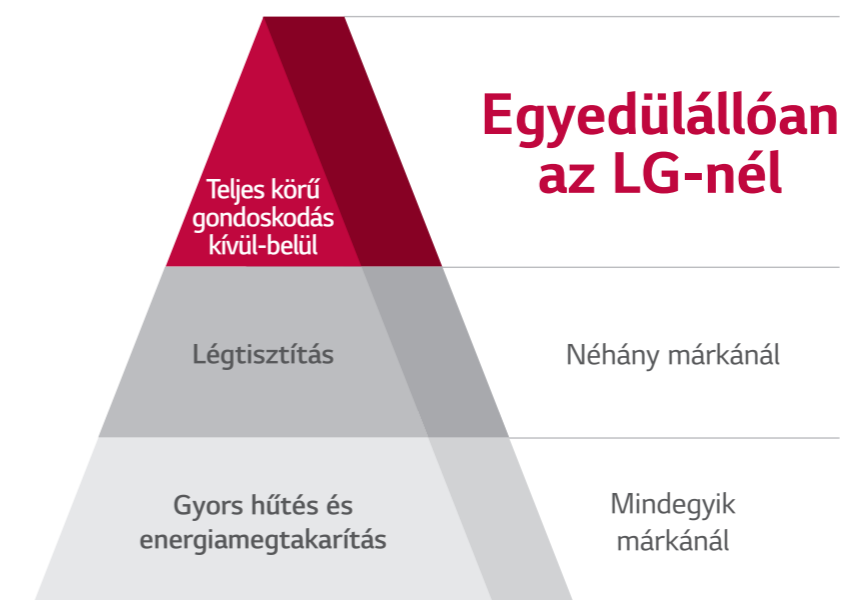 Teljes körű
gondoskodás
kívül-belül
Egyedülállóan
az LG-nél
Légtisztítás
Néhány márkánál
Gyors hűtés és
energiamegtakarítás
Mindegyik
márkánál